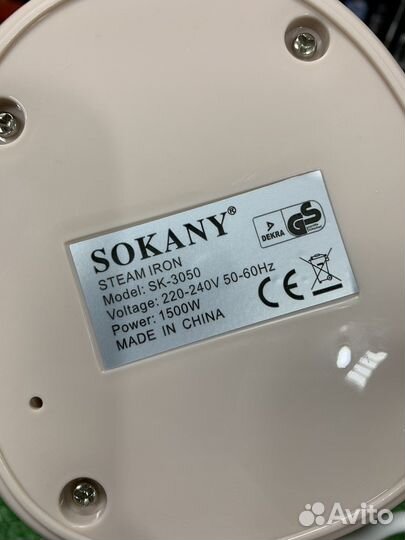 SOKANY®
STEAM IRON
Model: SK-3050
Voltage: 220-240V 50-60Hz
Power: 1500W
MADE IN CHINA
DEKRA
GS
CE
Avito